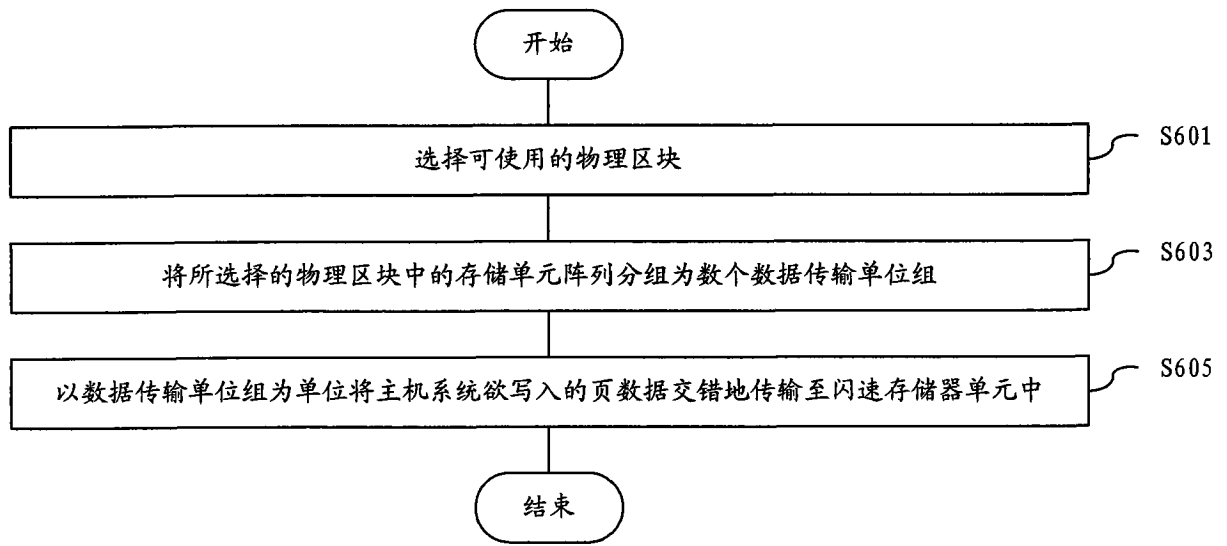 开始
选择可使用的物理区块
S601
将所选择的物理区块中的存储单元阵列分组为数个数据传输单位组
S603
以数据传输单位组为单位将主机系统欲写入的页数据交错地传输至闪速存储器单元中
S605
结束